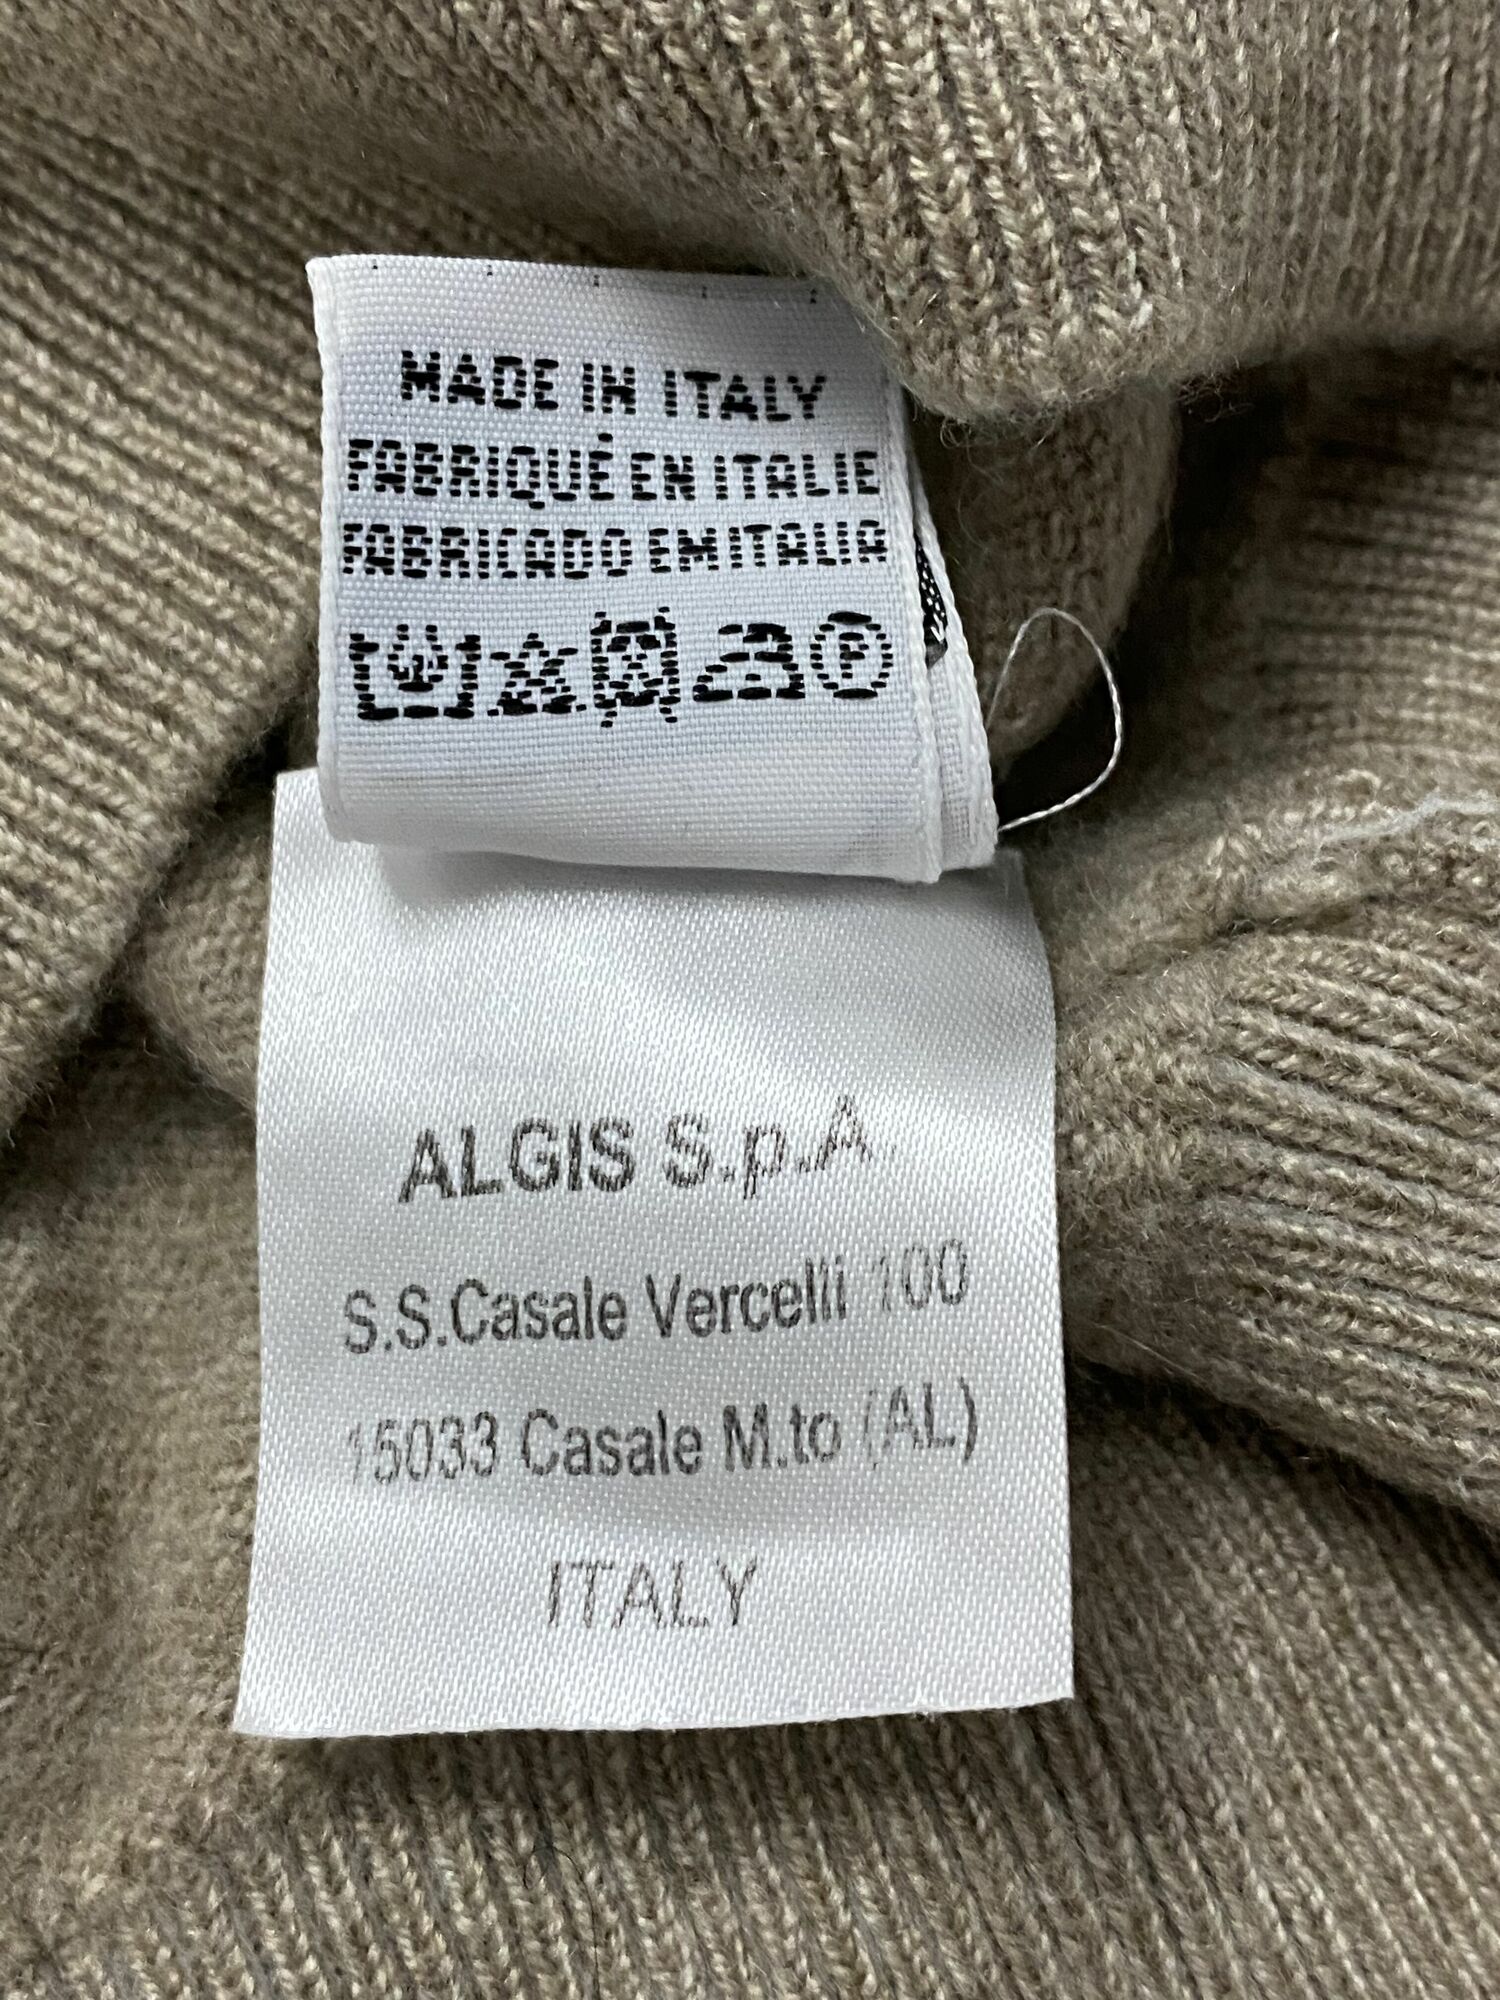 MADE IN ITALY
FABRIQUÉ EN ITALIE
FABRICADO EM ITALIA
P
ALGIS S.p.A.
S.S.Casale Vercelli 100
15033 Casale M.to (AL)
ITALY